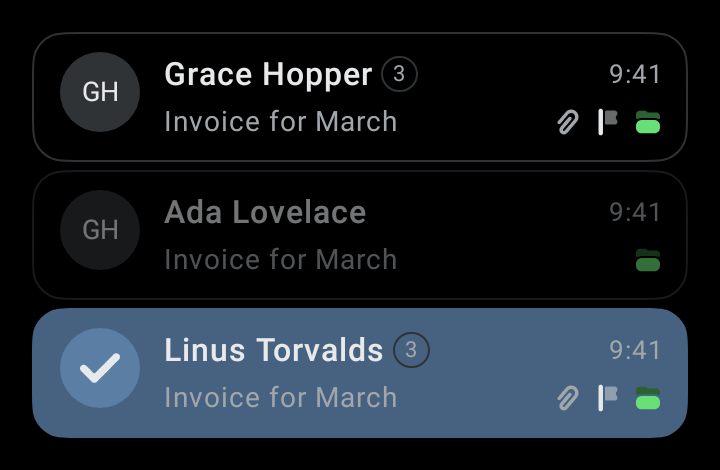 GH Grace Hopper 3 9:41
Invoice for March
GH Ada Lovelace 9:41
Invoice for March
Linus Torvalds 3 9:41
Invoice for March